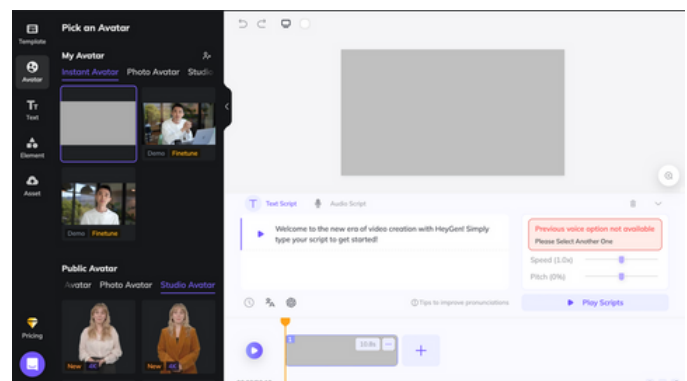 Template
Avatar
Text
Element
Asset
Pricing
Pick an Avatar
My Avatar
Instant Avatar Photo Avatar Studio
Demo Finetune
Demo Finetune
Public Avatar
Avatar Photo Avatar Studio Avatar
New 4K New 4K
Text Script Audio Script
Welcome to the new era of video creation with HeyGen! Simply
type your script to get started!
Previous voice option not available
Please Select Another One
Speed (1.0x)
Pitch (0%)
Tips to improve pronunciations
Play Scripts
1
10.8s